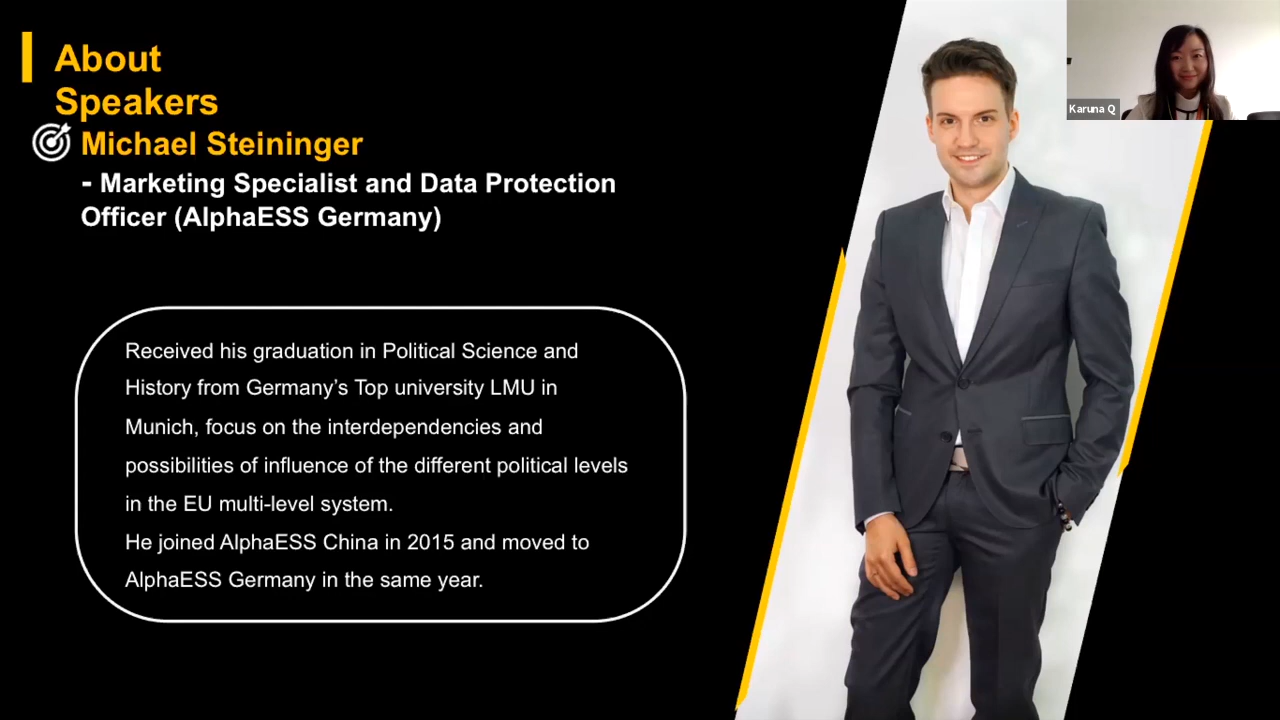 About
Speakers
Michael Steininger
- Marketing Specialist and Data Protection
Officer (AlphaESS Germany)
Received his graduation in Political Science and
History from Germany’s Top university LMU in
Munich, focus on the interdependencies and
possibilities of influence of the different political levels
in the EU multi-level system.
He joined AlphaESS China in 2015 and moved to
AlphaESS Germany in the same year.
Karuna Q